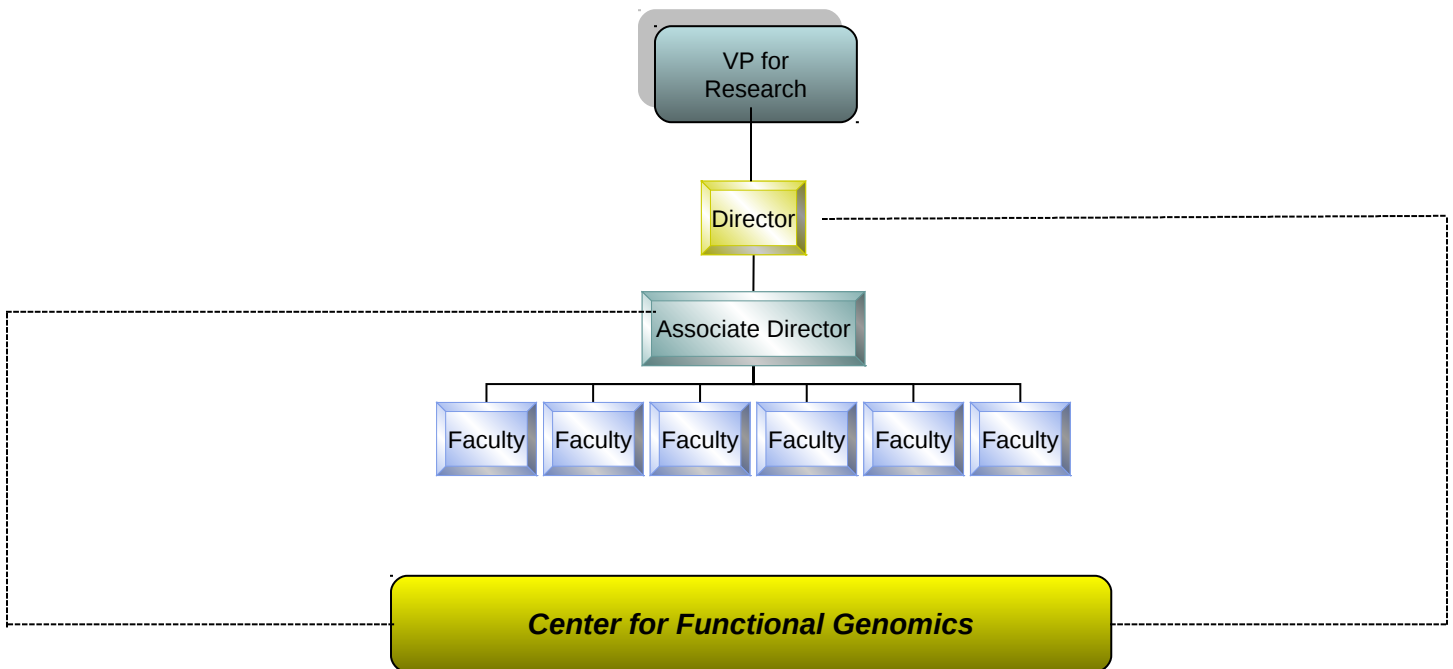 VP for
Research
Director
Associate Director
Faculty
Faculty
Faculty
Faculty
Faculty
Faculty
Center for Functional Genomics